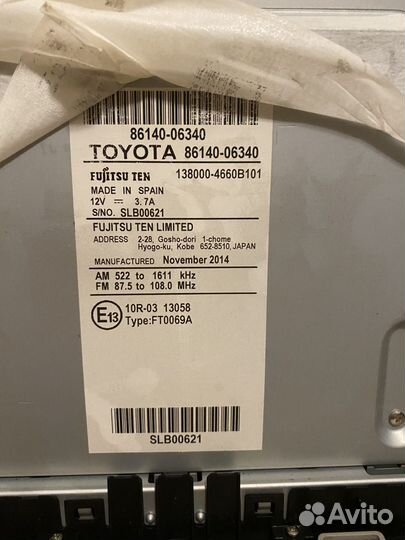 86140-06340
TOYOTA 86140-06340
FUJITSU TEN 138000-4660B101
MADE IN SPAIN
12V ⎓ 3.7A
S/NO. SLB00621
FUJITSU TEN LIMITED
ADDRESS 2-28, Gosho-dori 1-chome
Hyogo-ku, Kobe 652-8510, JAPAN
MANUFACTURED November 2014
AM 522 to 1611 kHz
FM 87.5 to 108.0 MHz
E13 10R-03 13058
Type:FT0069A
SLB00621
Avito